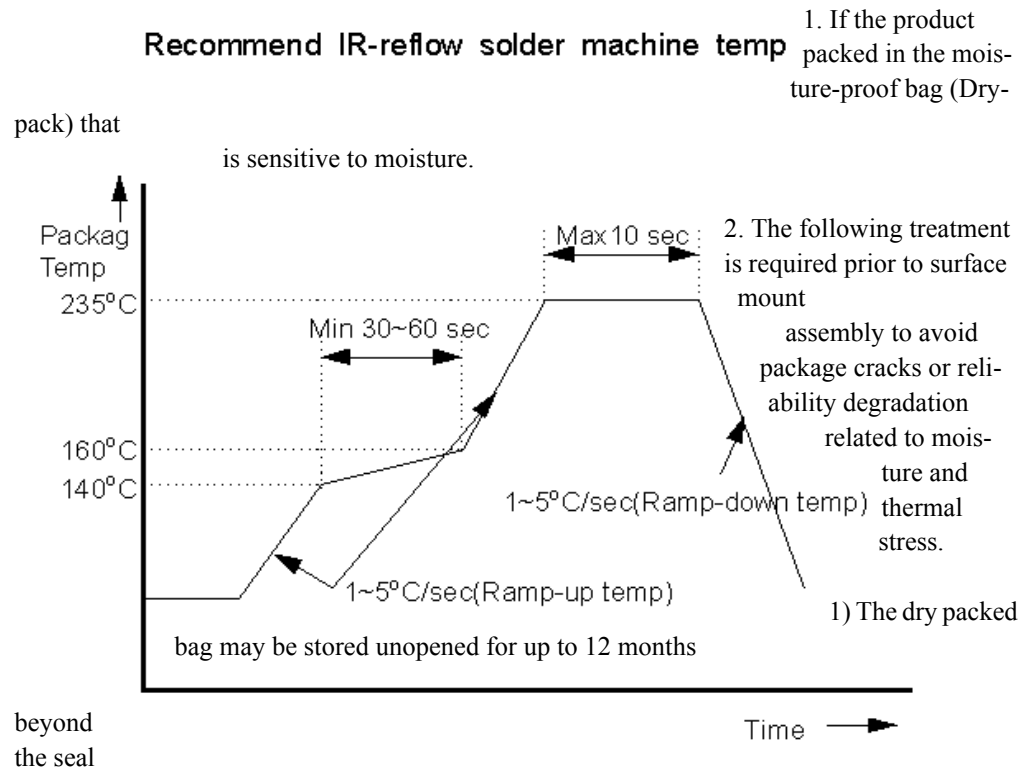 Recommend IR-reflow solder machine temp
1. If the product
packed in the mois-
ture-proof bag (Dry-
pack) that
is sensitive to moisture.
Packag
Temp
235°C
160°C
140°C
Min 30~60 sec
Max10 sec
1~5°C/sec(Ramp-up temp)
1~5°C/sec(Ramp-down temp)
2. The following treatment
is required prior to surface
mount
assembly to avoid
package cracks or reli-
ability degradation
related to mois-
ture and
thermal
stress.
1) The dry packed
bag may be stored unopened for up to 12 months
beyond
the seal
Time